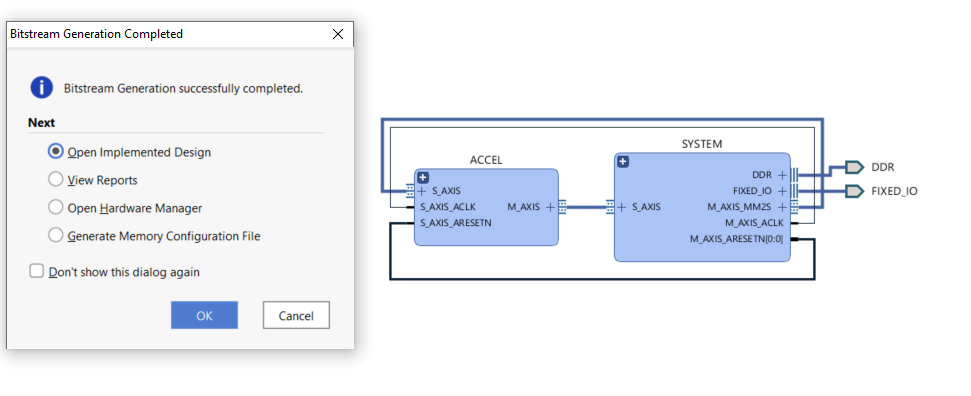 Bitstream Generation Completed
Bitstream Generation successfully completed.
Next
Open Implemented Design
View Reports
Open Hardware Manager
Generate Memory Configuration File
Don't show this dialog again
OK
Cancel
ACCEL
S_AXIS
S_AXIS_ACLK
M_AXIS
S_AXIS_ARESETN
SYSTEM
DDR
FIXED_IO
S_AXIS
M_AXIS_MM2S
M_AXIS_ACLK
M_AXIS_ARESETN[0:0]
DDR
FIXED_IO